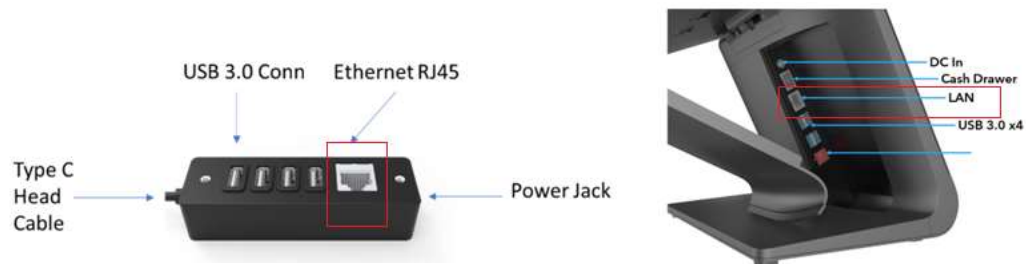 USB 3.0 Conn
Ethernet RJ45
Type C
Head
Cable
Power Jack
DC In
Cash Drawer
LAN
USB 3.0 x4